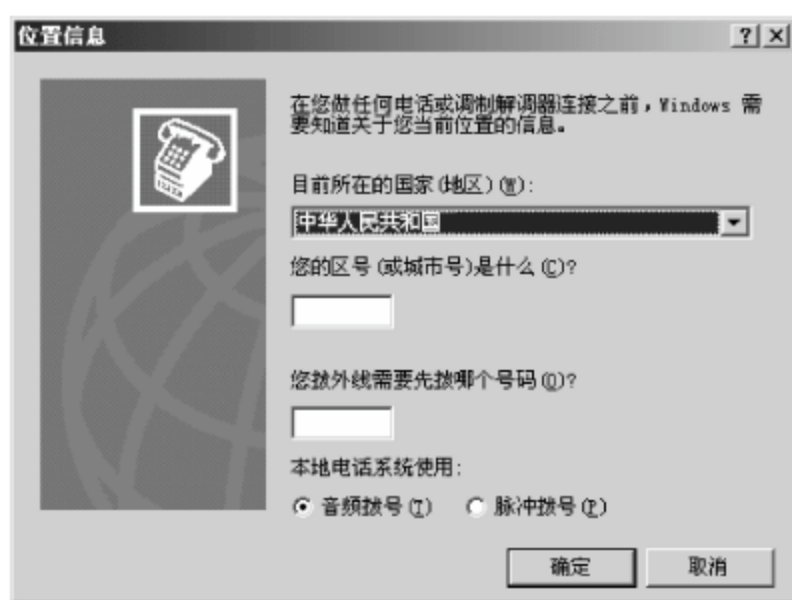 位置信息
在您做任何电话或调制解调器连接之前，Windows 需
要知道关于您当前位置的信息。
目前所在的国家(地区)(W):
中华人民共和国
您的区号(或城市号)是什么(C)?
您拨外线需要先拨哪个号码(O)?
本地电话系统使用:
音频拨号(T) 脉冲拨号(P)
确定 取消